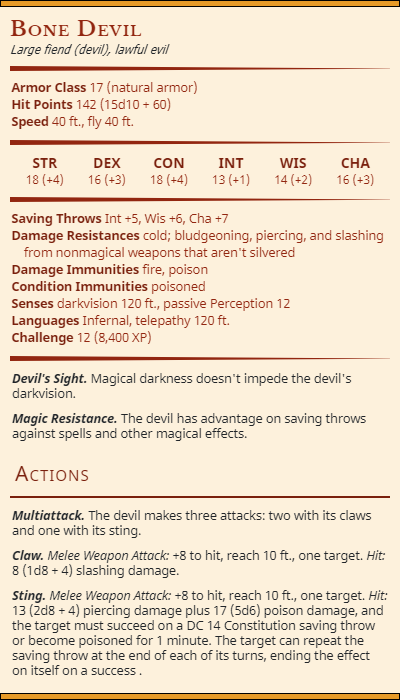 Bone Devil
Large fiend (devil), lawful evil
Armor Class 17 (natural armor)
Hit Points 142 (15d10 + 60)
Speed 40 ft., fly 40 ft.
STR DEX CON INT WIS CHA
18 (+4) 16 (+3) 18 (+4) 13 (+1) 14 (+2) 16 (+3)
Saving Throws Int +5, Wis +6, Cha +7
Damage Resistances cold; bludgeoning, piercing, and slashing
from nonmagical weapons that aren't silvered
Damage Immunities fire, poison
Condition Immunities poisoned
Senses darkvision 120 ft., passive Perception 12
Languages Infernal, telepathy 120 ft.
Challenge 12 (8,400 XP)
Devil's Sight. Magical darkness doesn't impede the devil's
darkvision.
Magic Resistance. The devil has advantage on saving throws
against spells and other magical effects.
Actions
Multiattack. The devil makes three attacks: two with its claws
and one with its sting.
Claw. Melee Weapon Attack: +8 to hit, reach 10 ft., one target. Hit:
8 (1d8 + 4) slashing damage.
Sting. Melee Weapon Attack: +8 to hit, reach 10 ft., one target. Hit:
13 (2d8 + 4) piercing damage plus 17 (5d6) poison damage, and
the target must succeed on a DC 14 Constitution saving throw
or become poisoned for 1 minute. The target can repeat the
saving throw at the end of each of its turns, ending the effect
on itself on a success .